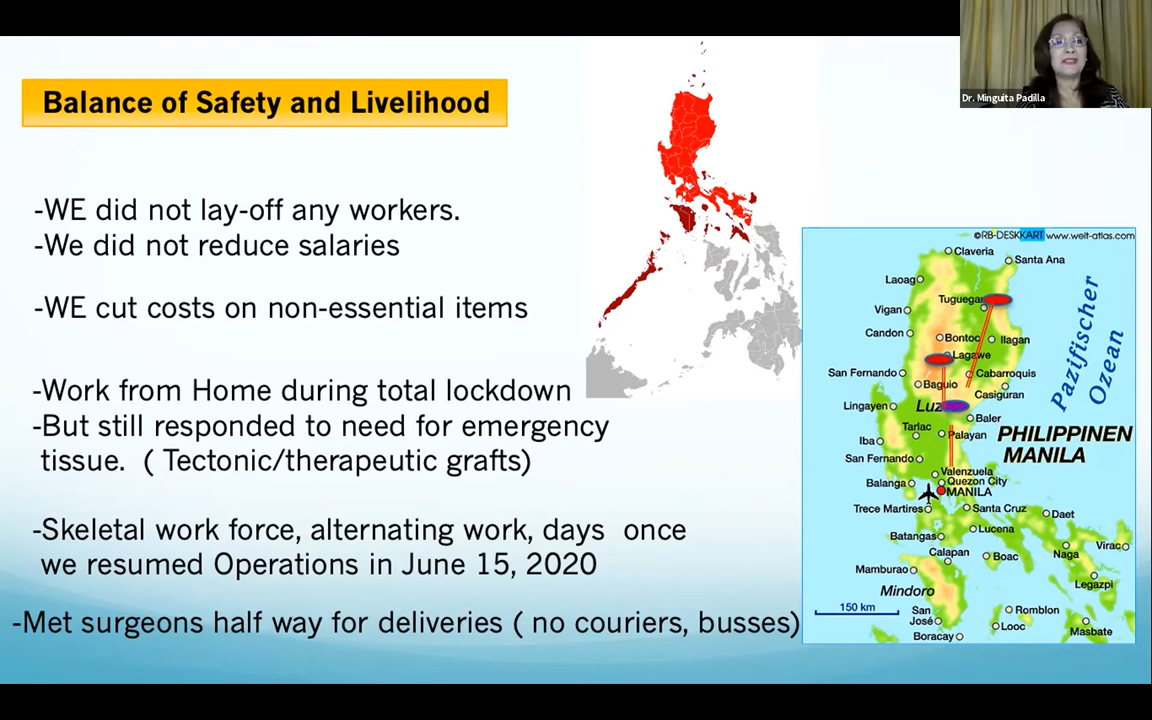 Dr. Minguita Padilla
Balance of Safety and Livelihood
-WE did not lay-off any workers.
-We did not reduce salaries
-WE cut costs on non-essential items
-Work from Home during total lockdown
-But still responded to need for emergency
tissue. ( Tectonic/therapeutic grafts)
-Skeletal work force, alternating work, days once
we resumed Operations in June 15, 2020
-Met surgeons half way for deliveries ( no couriers, busses)
©RB-DESKKART www.welt-atlas.com
Claveria
Santa Ana
Laoag
Tuguegar
Vigan
Candon
Bontoc
Ilagan
Lagawe
San Fernando
Cabarroquis
Baguio
Casiguran
Lingayen
Luz
Baler
Tarlac
Palayan
Iba
San Fernando
Valenzuela
Quezon City
Balanga
MANILA
Trece Martires
Santa Cruz
Daet
Lucena
Batangas
Calapan
Boac
Naga
Virac
Mamburao
Legazpi
Mindoro
150 km
San
José
Romblon
Looc
Masbate
Boracay
Pazifischer
Ozean
PHILIPPINEN
MANILA